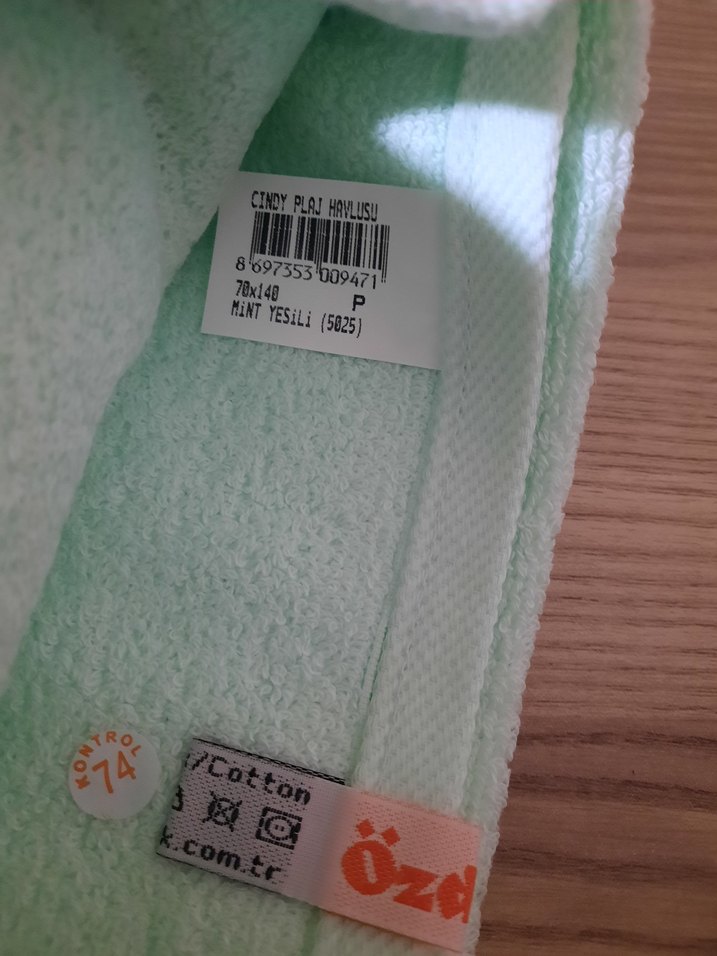 CINDY PLAJ HAVLUSU
8 697353 009471
70x140 P
MiNT YESiLi (5025)
KONTROL
74
/Cotton
k.com.tr
Özd